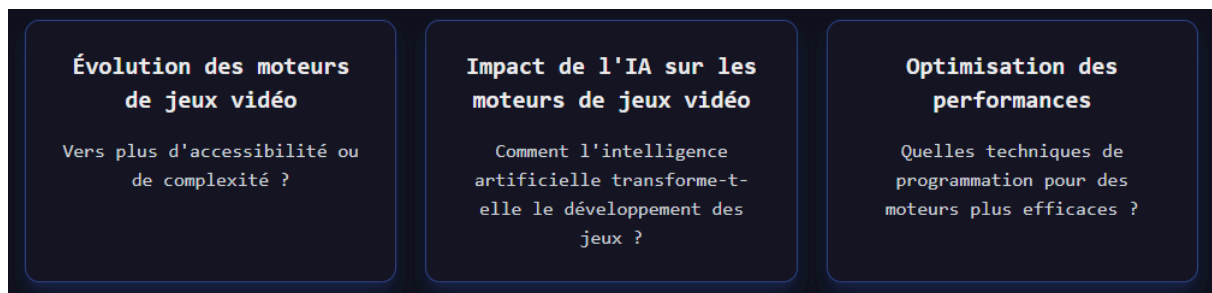 Évolution des moteurs
de jeux vidéo
Vers plus d'accessibilité ou
de complexité ?
Impact de l'IA sur les
moteurs de jeux vidéo
Comment l'intelligence
artificielle transforme-t-
elle le développement des
jeux ?
Optimisation des
performances
Quelles techniques de
programmation pour des
moteurs plus efficaces ?